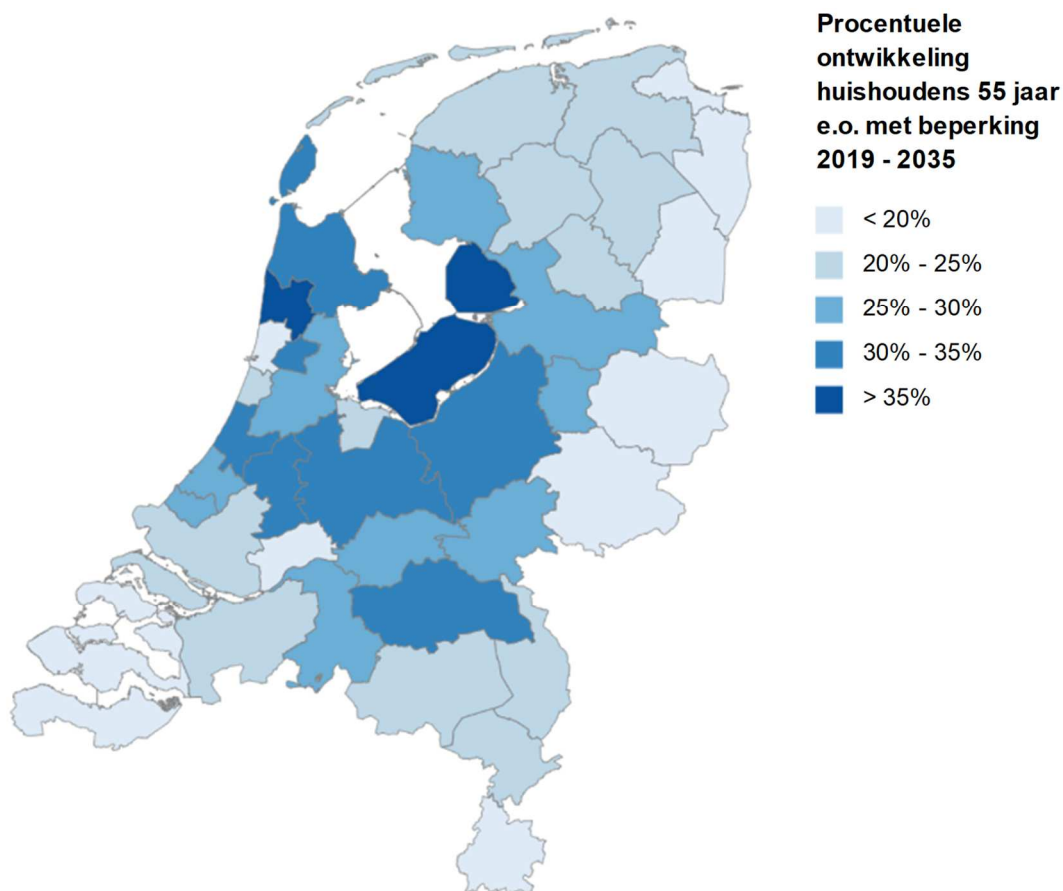 Procentuele
ontwikkeling
huishoudens 55 jaar
e.o. met beperking
2019 - 2035
< 20%
20% - 25%
25% - 30%
30% - 35%
> 35%